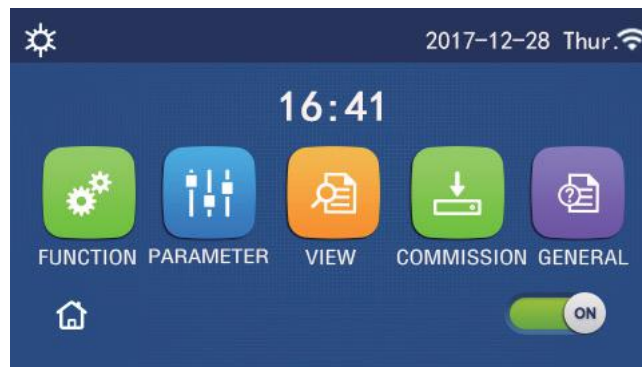 2017-12-28 Thur.
16:41
FUNCTION PARAMETER VIEW COMMISSION GENERAL
ON